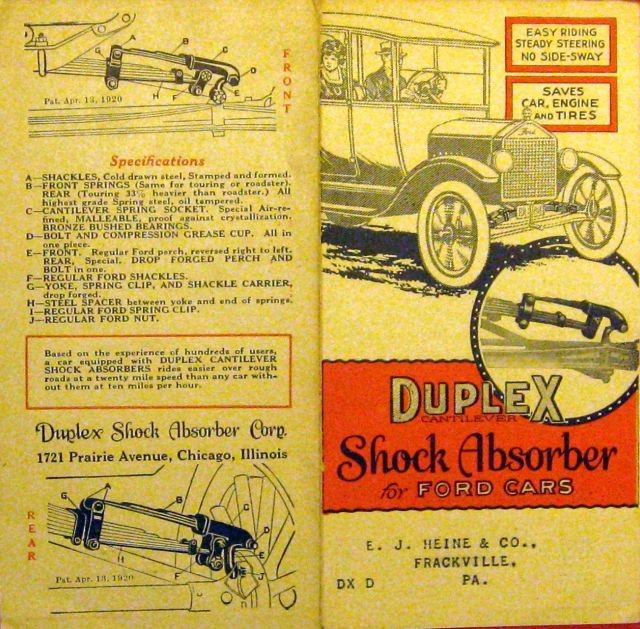 G
A
B
C
D
E
F
H
Pat. Apr. 13, 1920
FRONT
Specifications
A—SHACKLES, Cold drawn steel, Stamped and formed.
B—FRONT SPRINGS (Same for touring or roadster).
REAR (Touring 33⅓% heavier than roadster.) All
highest grade Spring steel, oil tempered.
C—CANTILEVER SPRING SOCKET. Special Air-re-
fined, MALLEABLE, proof against crystallization.
BRONZE BUSHED BEARINGS.
D—BOLT AND COMPRESSION GREASE CUP. All in
one piece.
E—FRONT. Regular Ford perch, reversed right to left.
REAR, Special. DROP FORGED PERCH AND
BOLT in one.
F—REGULAR FORD SHACKLES.
G—YOKE, SPRING CLIP, AND SHACKLE CARRIER,
drop forged.
H—STEEL SPACER between yoke and end of springs.
I—REGULAR FORD SPRING CLIP.
J—REGULAR FORD NUT.
Based on the experience of hundreds of users,
a car equipped with DUPLEX CANTILEVER
SHOCK ABSORBERS rides easier over rough
roads at a twenty mile speed than any car with-
out them at ten miles per hour.
Duplex Shock Absorber Corp.
1721 Prairie Avenue, Chicago, Illinois
REAR
G
A
B
C
D
E
F
H
J
Pat. Apr. 13, 1920
EASY RIDING
STEADY STEERING
NO SIDE-SWAY
SAVES
CAR, ENGINE
AND TIRES
Ford
DUPLEX
CANTILEVER
Shock Absorber
for FORD CARS
E. J. HEINE & CO.,
FRACKVILLE,
DX D PA.